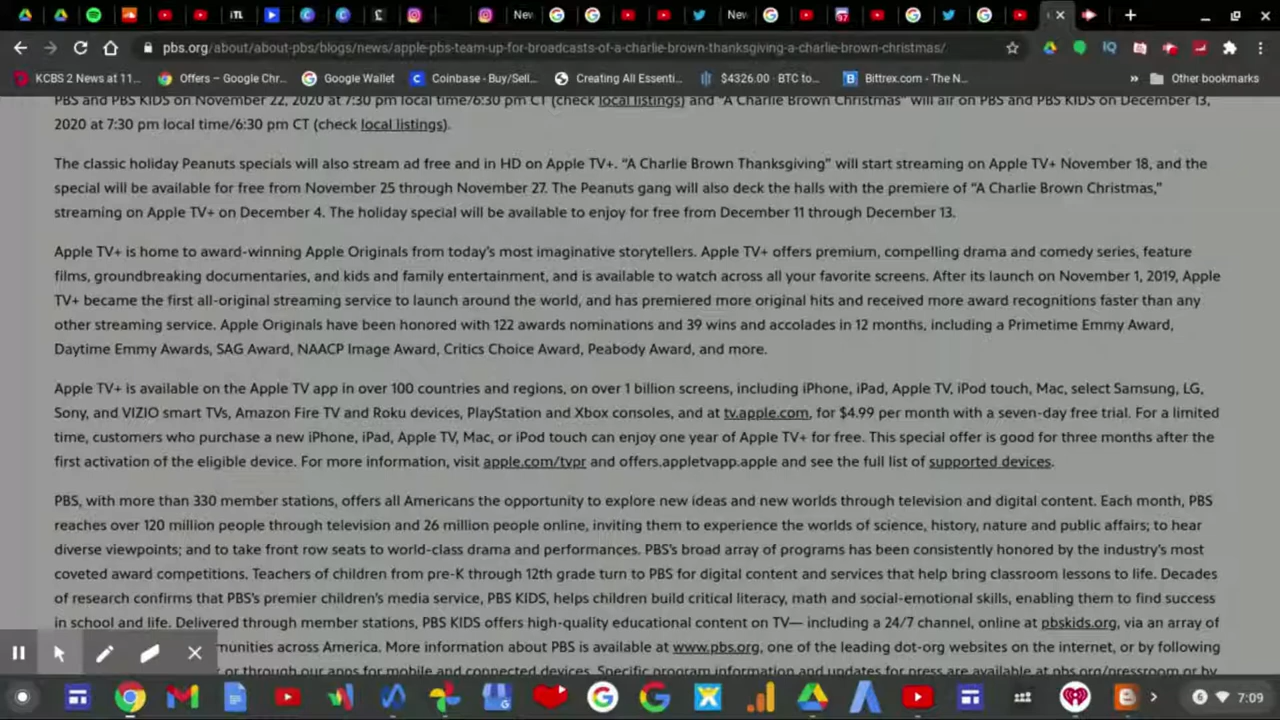 New
New
pbs.org/about/about-pbs/blogs/news/apple-pbs-team-up-for-broadcasts-of-a-charlie-brown-thanksgiving-a-charlie-brown-christmas/
KCBS 2 News at 11... Offers – Google Chr... Google Wallet Coinbase - Buy/Sell... Creating All Essenti... $4326.00 · BTC to... Bittrex.com - The N... » Other bookmarks
PBS and PBS KIDS on November 22, 2020 at 7:30 pm local time/6:30 pm CT (check local listings) and “A Charlie Brown Christmas” will air on PBS and PBS KIDS on December 13,
2020 at 7:30 pm local time/6:30 pm CT (check local listings).
The classic holiday Peanuts specials will also stream ad free and in HD on Apple TV+. “A Charlie Brown Thanksgiving” will start streaming on Apple TV+ November 18, and the
special will be available for free from November 25 through November 27. The Peanuts gang will also deck the halls with the premiere of “A Charlie Brown Christmas,”
streaming on Apple TV+ on December 4. The holiday special will be available to enjoy for free from December 11 through December 13.
Apple TV+ is home to award-winning Apple Originals from today’s most imaginative storytellers. Apple TV+ offers premium, compelling drama and comedy series, feature
films, groundbreaking documentaries, and kids and family entertainment, and is available to watch across all your favorite screens. After its launch on November 1, 2019, Apple
TV+ became the first all-original streaming service to launch around the world, and has premiered more original hits and received more award recognitions faster than any
other streaming service. Apple Originals have been honored with 122 awards nominations and 39 wins and accolades in 12 months, including a Primetime Emmy Award,
Daytime Emmy Awards, SAG Award, NAACP Image Award, Critics Choice Award, Peabody Award, and more.
Apple TV+ is available on the Apple TV app in over 100 countries and regions, on over 1 billion screens, including iPhone, iPad, Apple TV, iPod touch, Mac, select Samsung, LG,
Sony, and VIZIO smart TVs, Amazon Fire TV and Roku devices, PlayStation and Xbox consoles, and at tv.apple.com, for $4.99 per month with a seven-day free trial. For a limited
time, customers who purchase a new iPhone, iPad, Apple TV, Mac, or iPod touch can enjoy one year of Apple TV+ for free. This special offer is good for three months after the
first activation of the eligible device. For more information, visit apple.com/tvpr and offers.appletvapp.apple and see the full list of supported devices.
PBS, with more than 330 member stations, offers all Americans the opportunity to explore new ideas and new worlds through television and digital content. Each month, PBS
reaches over 120 million people through television and 26 million people online, inviting them to experience the worlds of science, history, nature and public affairs; to hear
diverse viewpoints; and to take front row seats to world-class drama and performances. PBS’s broad array of programs has been consistently honored by the industry’s most
coveted award competitions. Teachers of children from pre-K through 12th grade turn to PBS for digital content and services that help bring classroom lessons to life. Decades
of research confirms that PBS’s premier children’s media service, PBS KIDS, helps children build critical literacy, math and social-emotional skills, enabling them to find success
in school and life. Delivered through member stations, PBS KIDS offers high-quality educational content on TV— including a 24/7 channel, online at pbskids.org, via an array of
munities across America. More information about PBS is available at www.pbs.org, one of the leading dot-org websites on the internet, or by following
or through our apps for mobile and connected devices. Specific program information and updates for press are available at pbs.org/pressroom or by
6 7:09